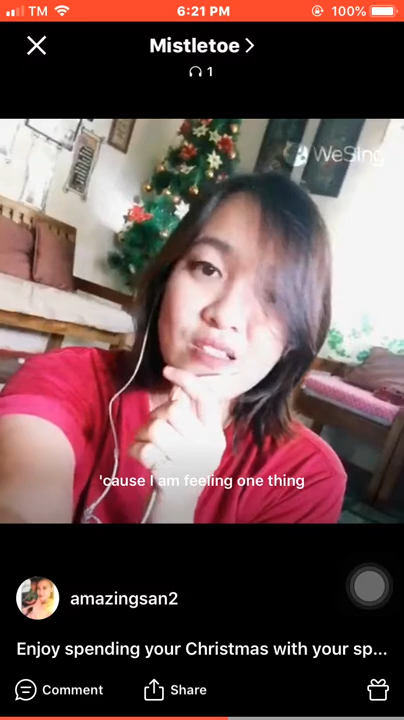 TM
6:21 PM
100%
Mistletoe
1
WeSing
'cause I am feeling one thing
amazingsan2
Enjoy spending your Christmas with your sp...
Comment
Share